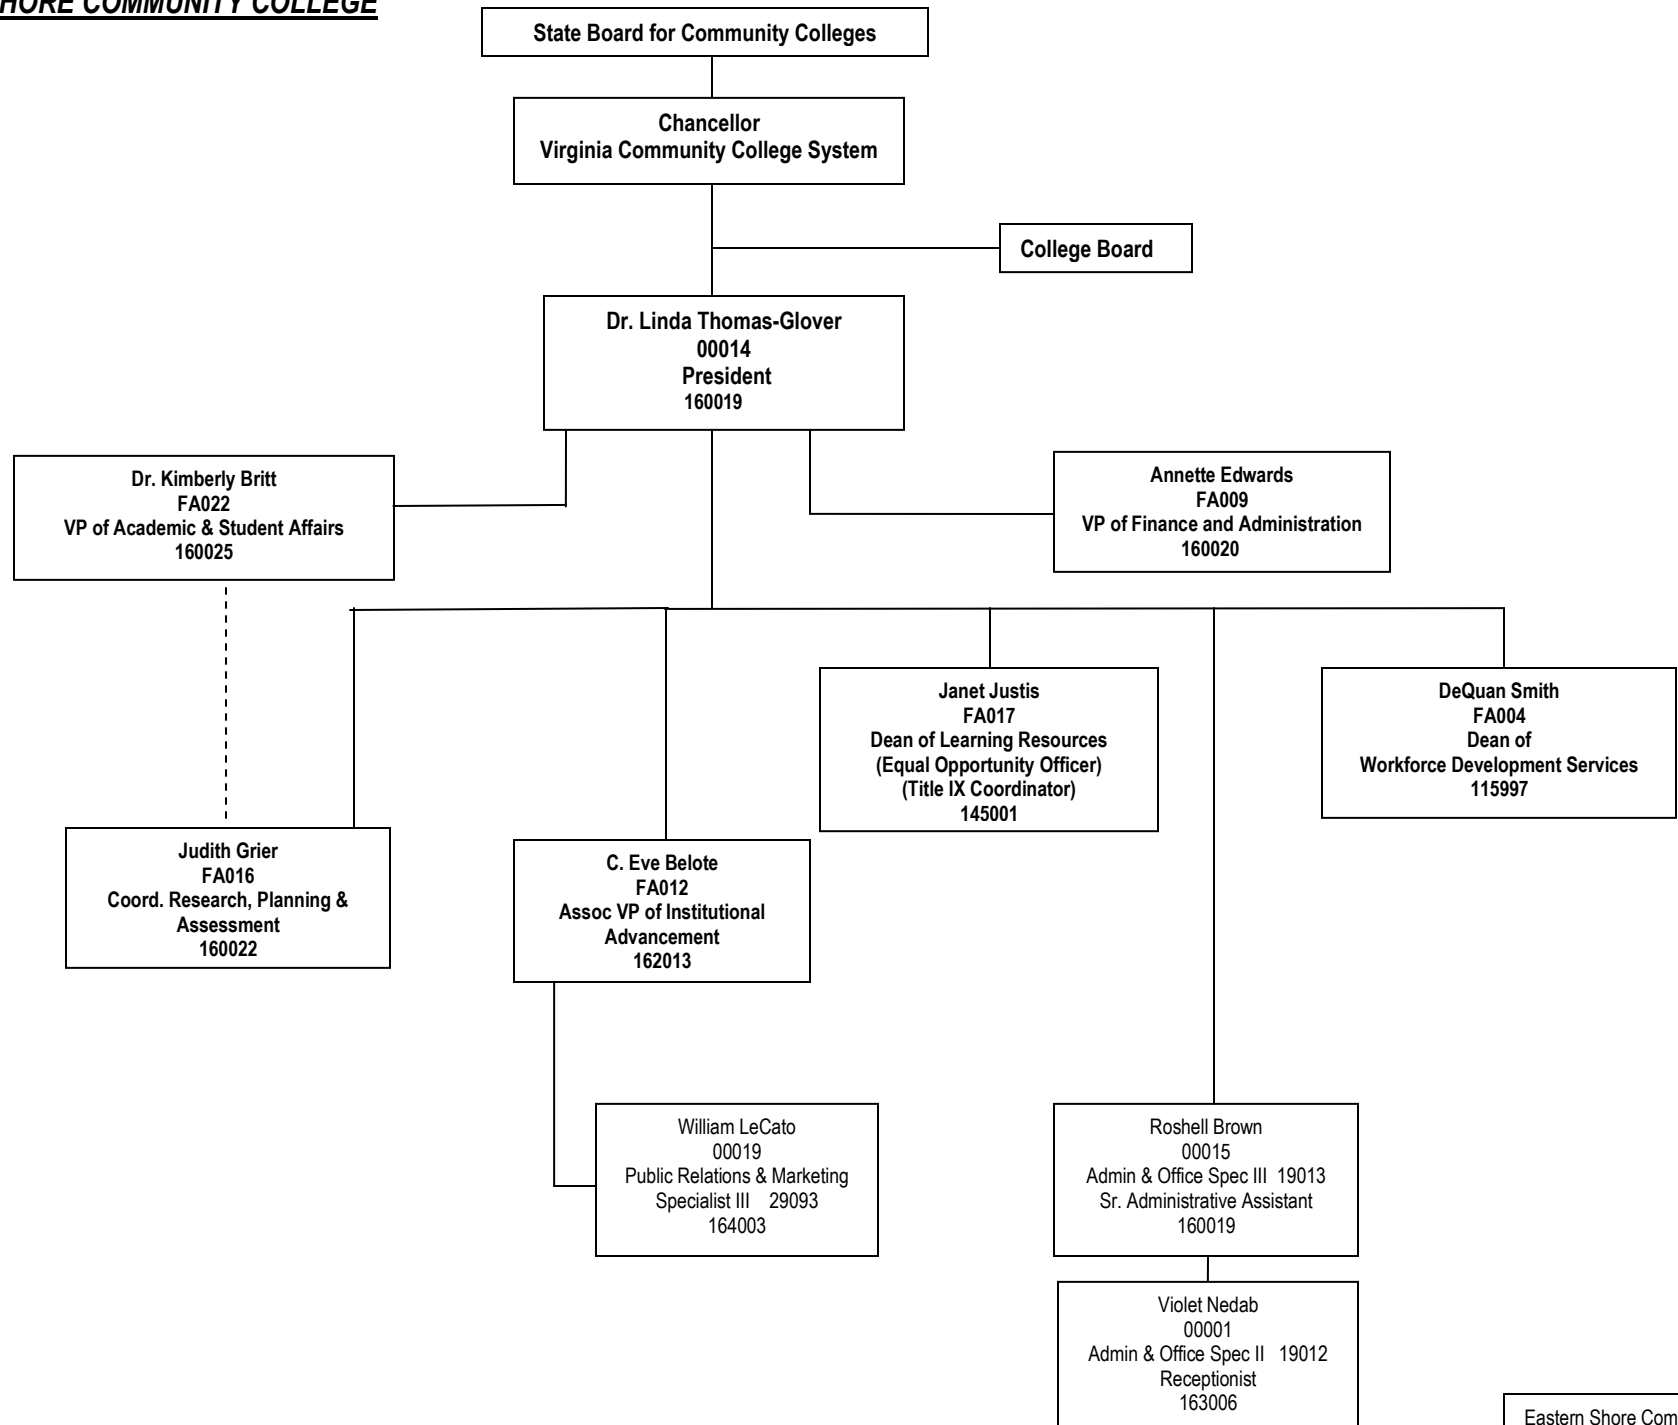 COMMUNITY COLLEGE
State Board for Community Colleges
Chancellor
Virginia Community College System
College Board
Dr. Linda Thomas-Glover
00014
President
160019
Dr. Kimberly Britt
FA022
VP of Academic & Student Affairs
160025
Annette Edwards
FA009
VP of Finance and Administration
160020
Janet Justis
FA017
Dean of Learning Resources
(Equal Opportunity Officer)
(Title IX Coordinator)
145001
DeQuan Smith
FA004
Dean of
Workforce Development Services
115997
Judith Grier
FA016
Coord. Research, Planning &
Assessment
160022
C. Eve Belote
FA012
Assoc VP of Institutional
Advancement
162013
William LeCato
00019
Public Relations & Marketing
Specialist III 29093
164003
Roshell Brown
00015
Admin & Office Spec III 19013
Sr. Administrative Assistant
160019
Violet Nedab
00001
Admin & Office Spec II 19012
Receptionist
163006
Eastern Shore Com